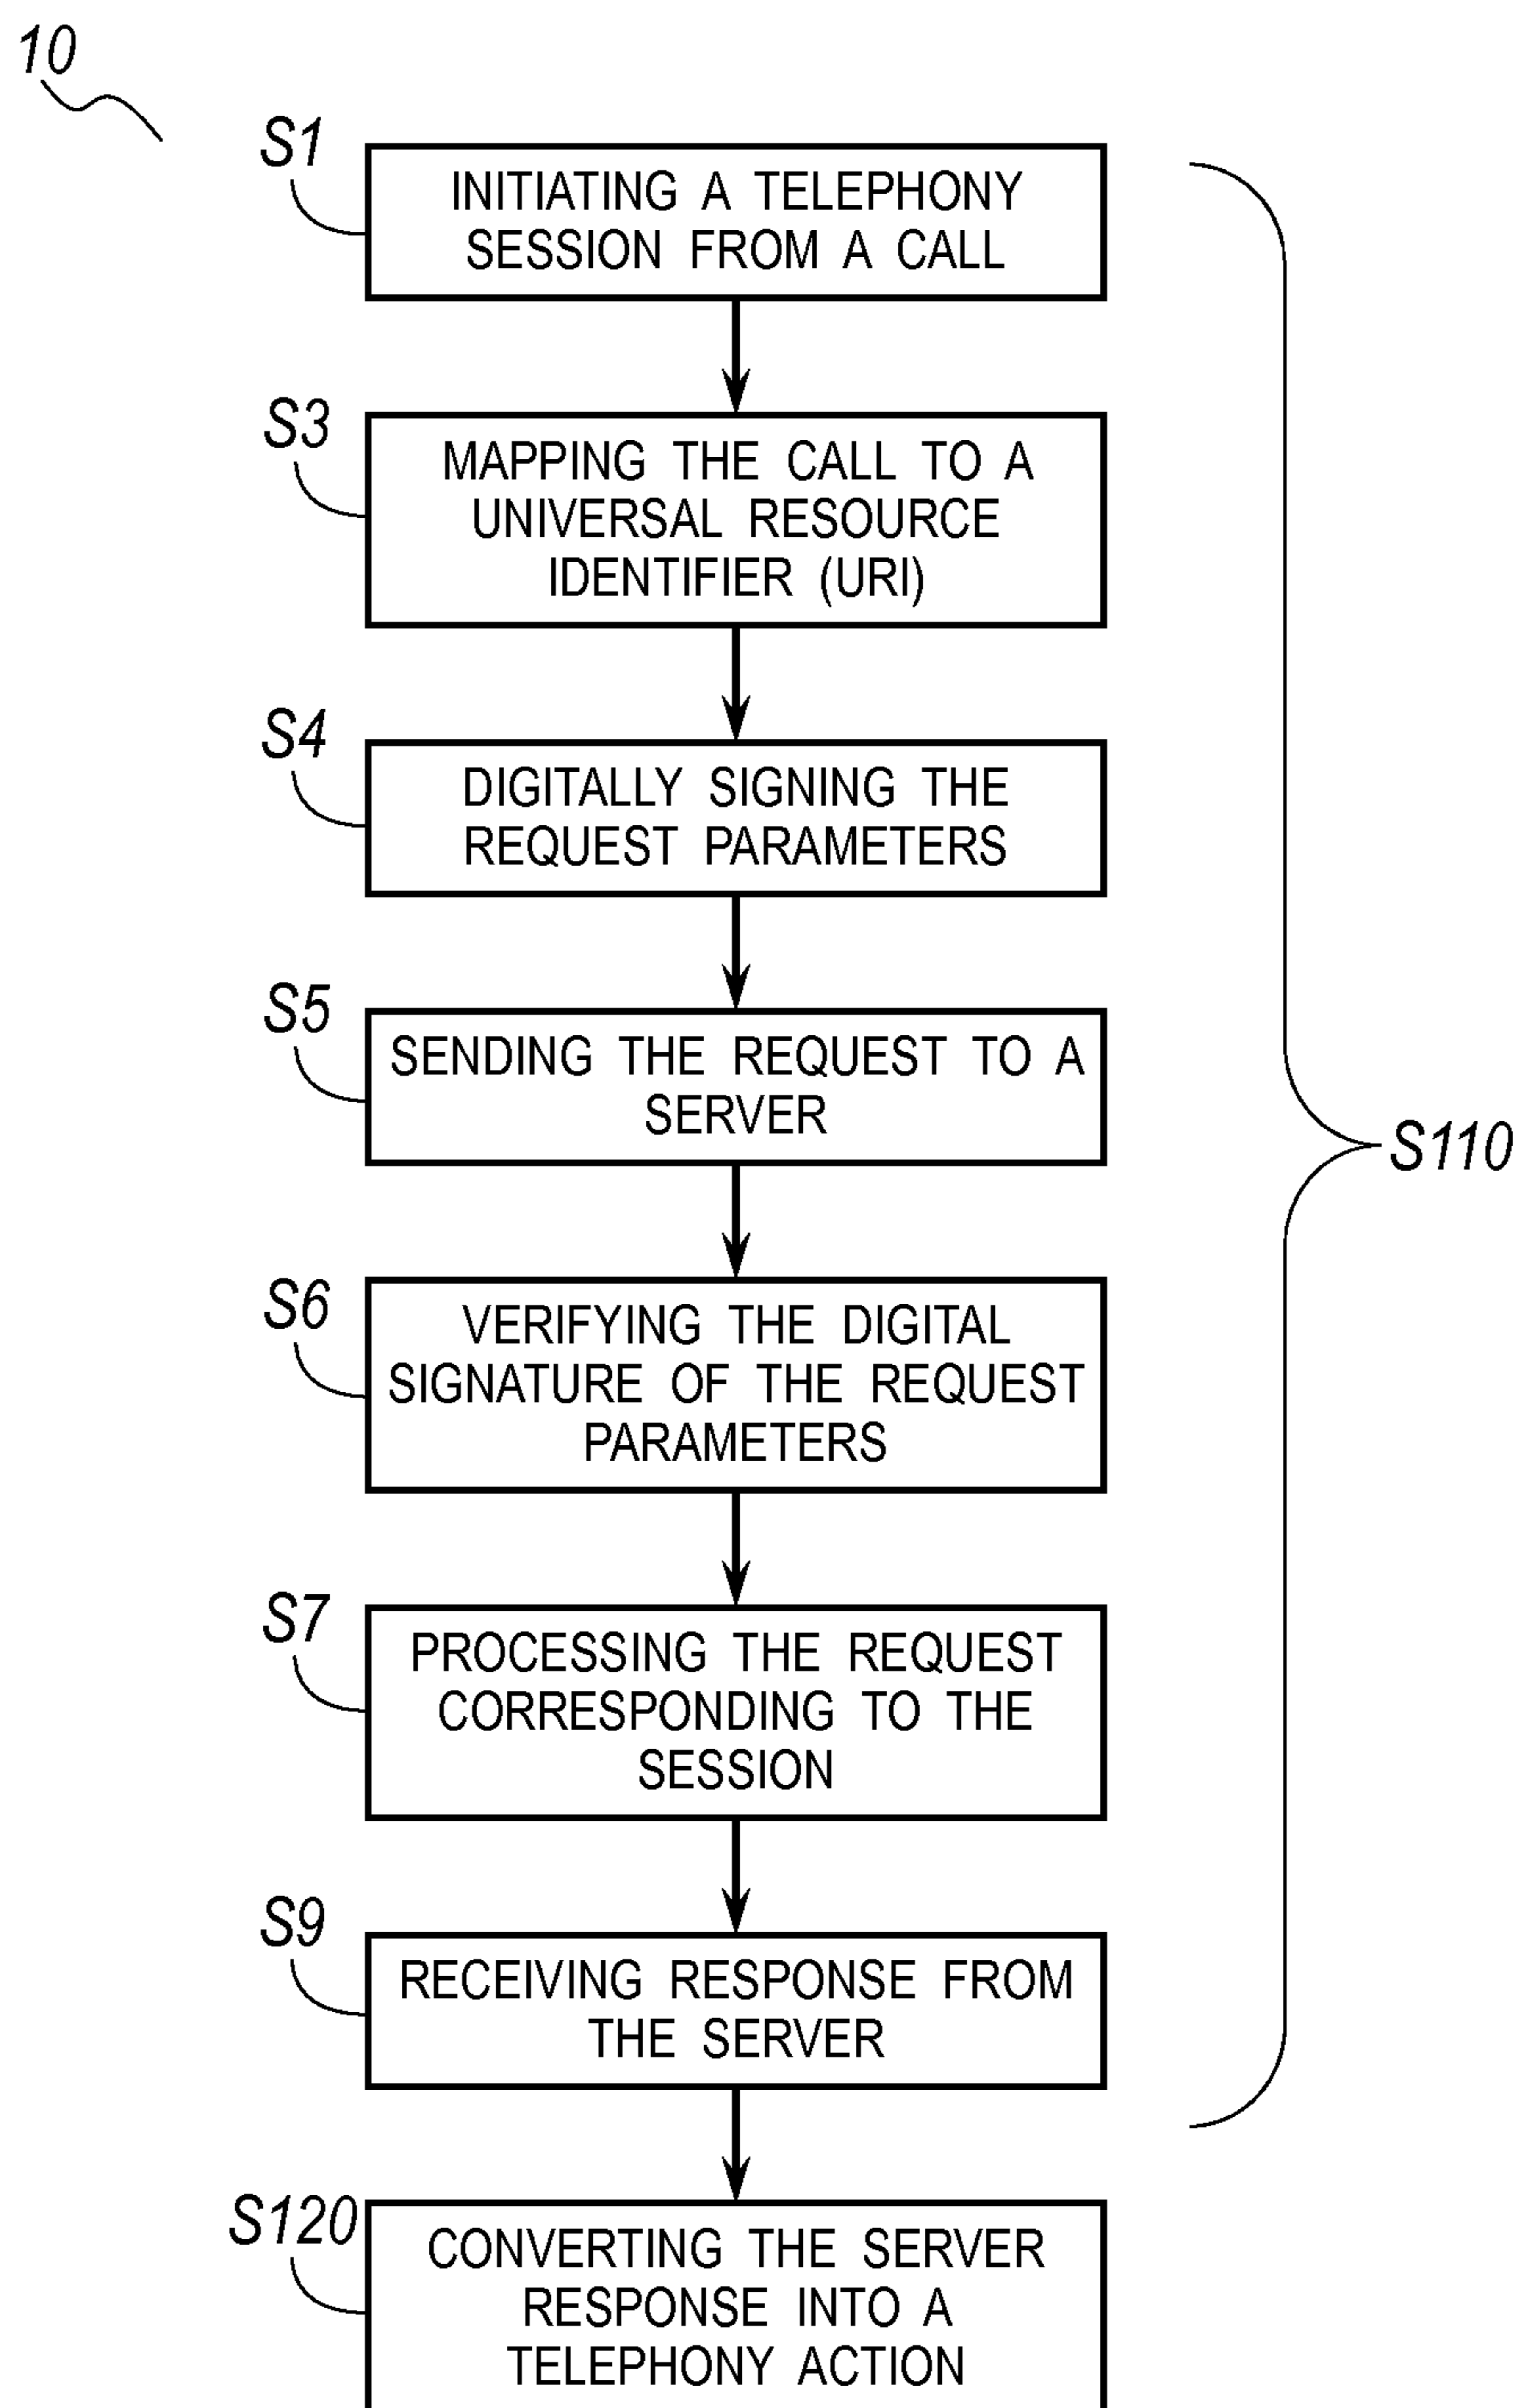 10
S1
INITIATING A TELEPHONY
SESSION FROM A CALL
S3
MAPPING THE CALL TO A
UNIVERSAL RESOURCE
IDENTIFIER (URI)
S4
DIGITALLY SIGNING THE
REQUEST PARAMETERS
S5
SENDING THE REQUEST TO A
SERVER
S110
S6
VERIFYING THE DIGITAL
SIGNATURE OF THE REQUEST
PARAMETERS
S7
PROCESSING THE REQUEST
CORRESPONDING TO THE
SESSION
S9
RECEIVING RESPONSE FROM
THE SERVER
S120
CONVERTING THE SERVER
RESPONSE INTO A
TELEPHONY ACTION